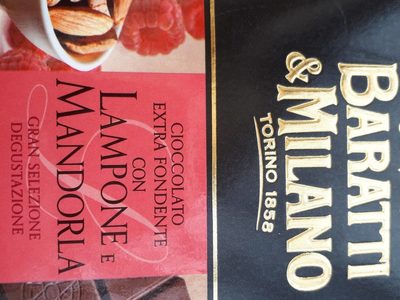 BARATTI
& MILANO
TORINO 1858
CIOCCOLATO
EXTRA FONDENTE
CON
LAMPONE E
MANDORLA
GRAN SELEZIONE
DEGUSTAZIONE